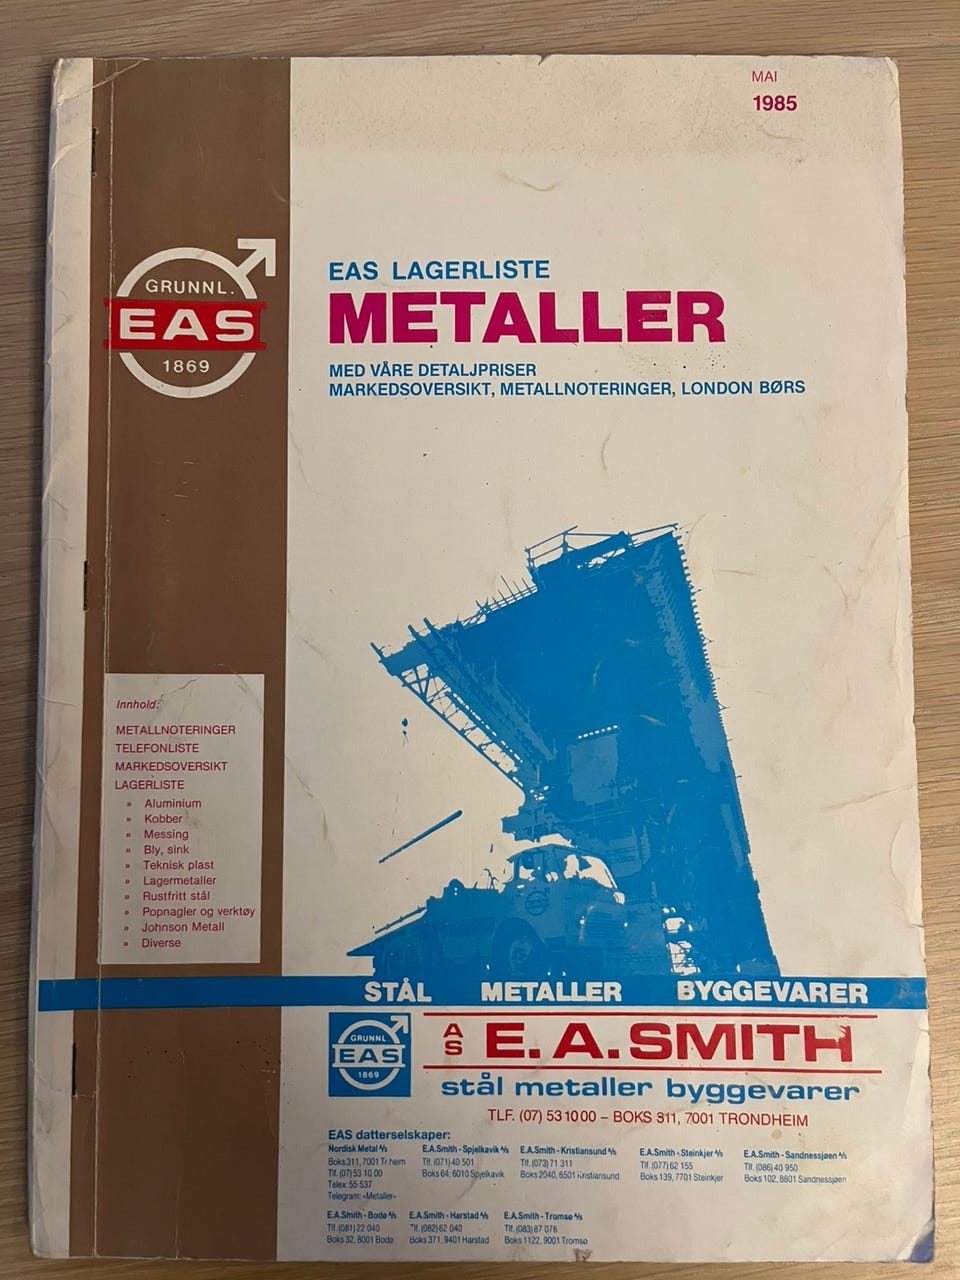 MAI
1985
GRUNNL.
EAS
1869
EAS LAGERLISTE
METALLER
MED VÅRE DETALJPRISER
MARKEDSOVERSIKT, METALLNOTERINGER, LONDON BØRS
Innhold:
METALLNOTERINGER
TELEFONLISTE
MARKEDSOVERSIKT
LAGERLISTE
» Aluminium
» Kobber
» Messing
» Bly, sink
» Teknisk plast
» Lagermetaller
» Rustfritt stål
» Popnagler og verktøy
» Johnson Metall
» Diverse
STÅL METALLER BYGGEVARER
GRUNNL.
EAS
1869
AS E. A. SMITH
stål metaller byggevarer
TLF. (07) 53 10 00 – BOKS 311, 7001 TRONDHEIM
EAS datterselskaper:
Nordisk Metal A/s
Boks 311, 7001 Tr.heim
Tlf. (07) 53 10 00
Telex: 55 537
Telegram: «Metaller»
E.A.Smith - Spjelkavik A/s
Tlf. (071) 40 501
Boks 64, 6010 Spjelkavik
E.A.Smith - Kristiansund A/s
Tlf. (073) 71 311
Boks 2040, 6501 Kristiansund
E.A.Smith - Steinkjer A/s
Tlf. (077) 62 155
Boks 139, 7701 Steinkjer
E.A.Smith - Sandnessjøen A/s
Tlf. (086) 40 950
Boks 102, 8801 Sandnessjøen
E.A.Smith - Bodø A/s
Tlf. (081) 22 040
Boks 32, 8001 Bodø
E.A.Smith - Harstad A/s
Tlf. (082) 62 040
Boks 371, 9401 Harstad
E.A.Smith - Tromsø A/s
Tlf. (083) 87 076
Boks 1122, 9001 Tromsø